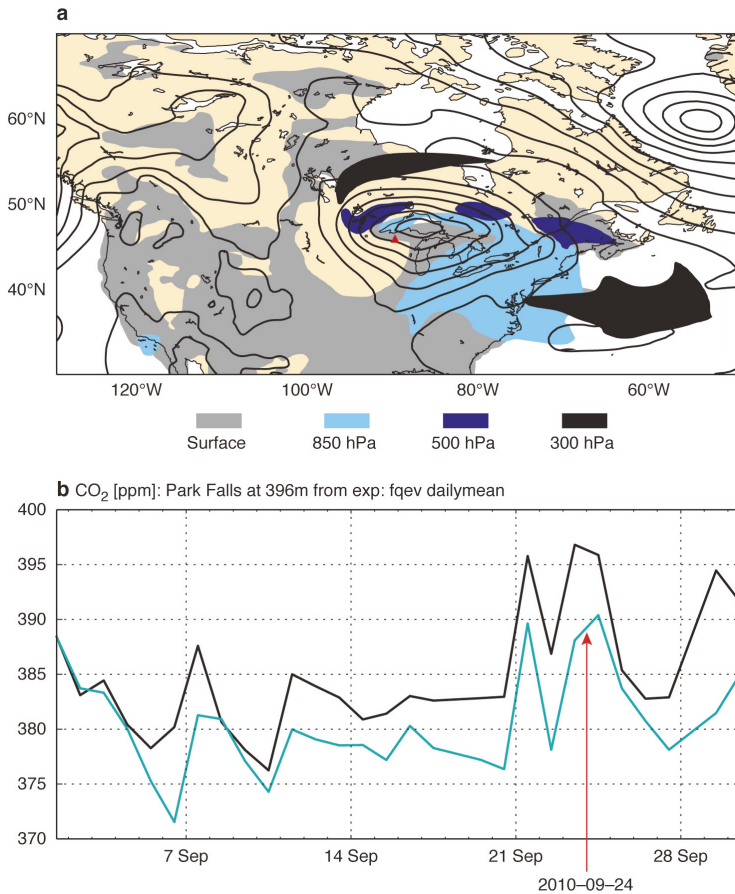 a
60°N
50°N
40°N
120°W 100°W 80°W 60°W
Surface 850 hPa 500 hPa 300 hPa
b CO₂ [ppm]: Park Falls at 396m from exp: fqev dailymean
400
395
390
385
380
375
370
7 Sep 14 Sep 21 Sep 28 Sep
2010–09–24